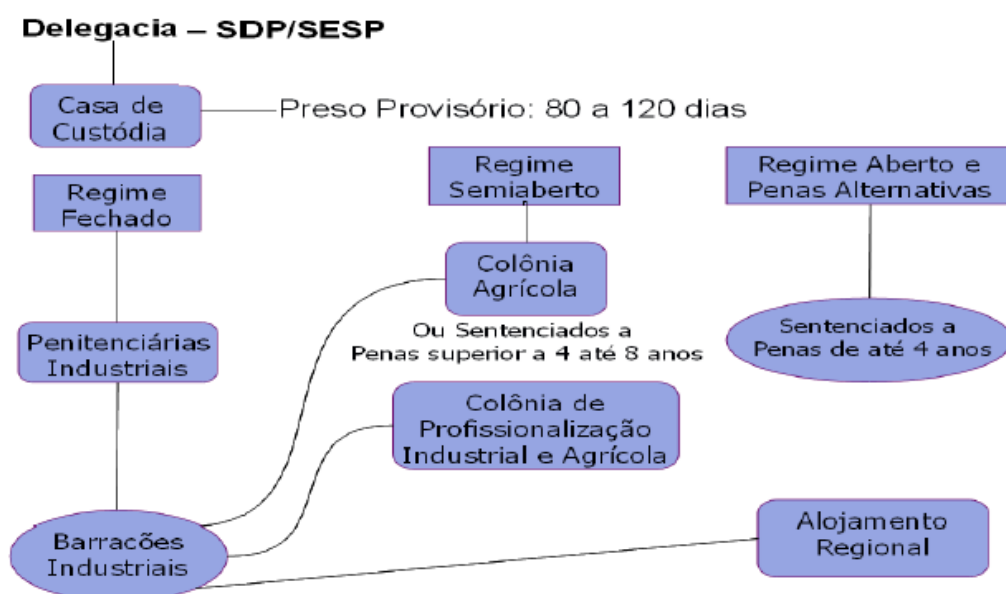 Delegacia – SDP/SESP
Casa de
Custódia
Preso Provisório: 80 a 120 dias
Regime
Fechado
Regime
Semiaberto
Regime Aberto e
Penas Alternativas
Colônia
Agrícola
Ou Sentenciados a
Penas superior a 4 até 8 anos
Penitenciárias
Industriais
Sentenciados a
Penas de até 4 anos
Colônia de
Profissionalização
Industrial e Agrícola
Barracões
Industriais
Alojamento
Regional